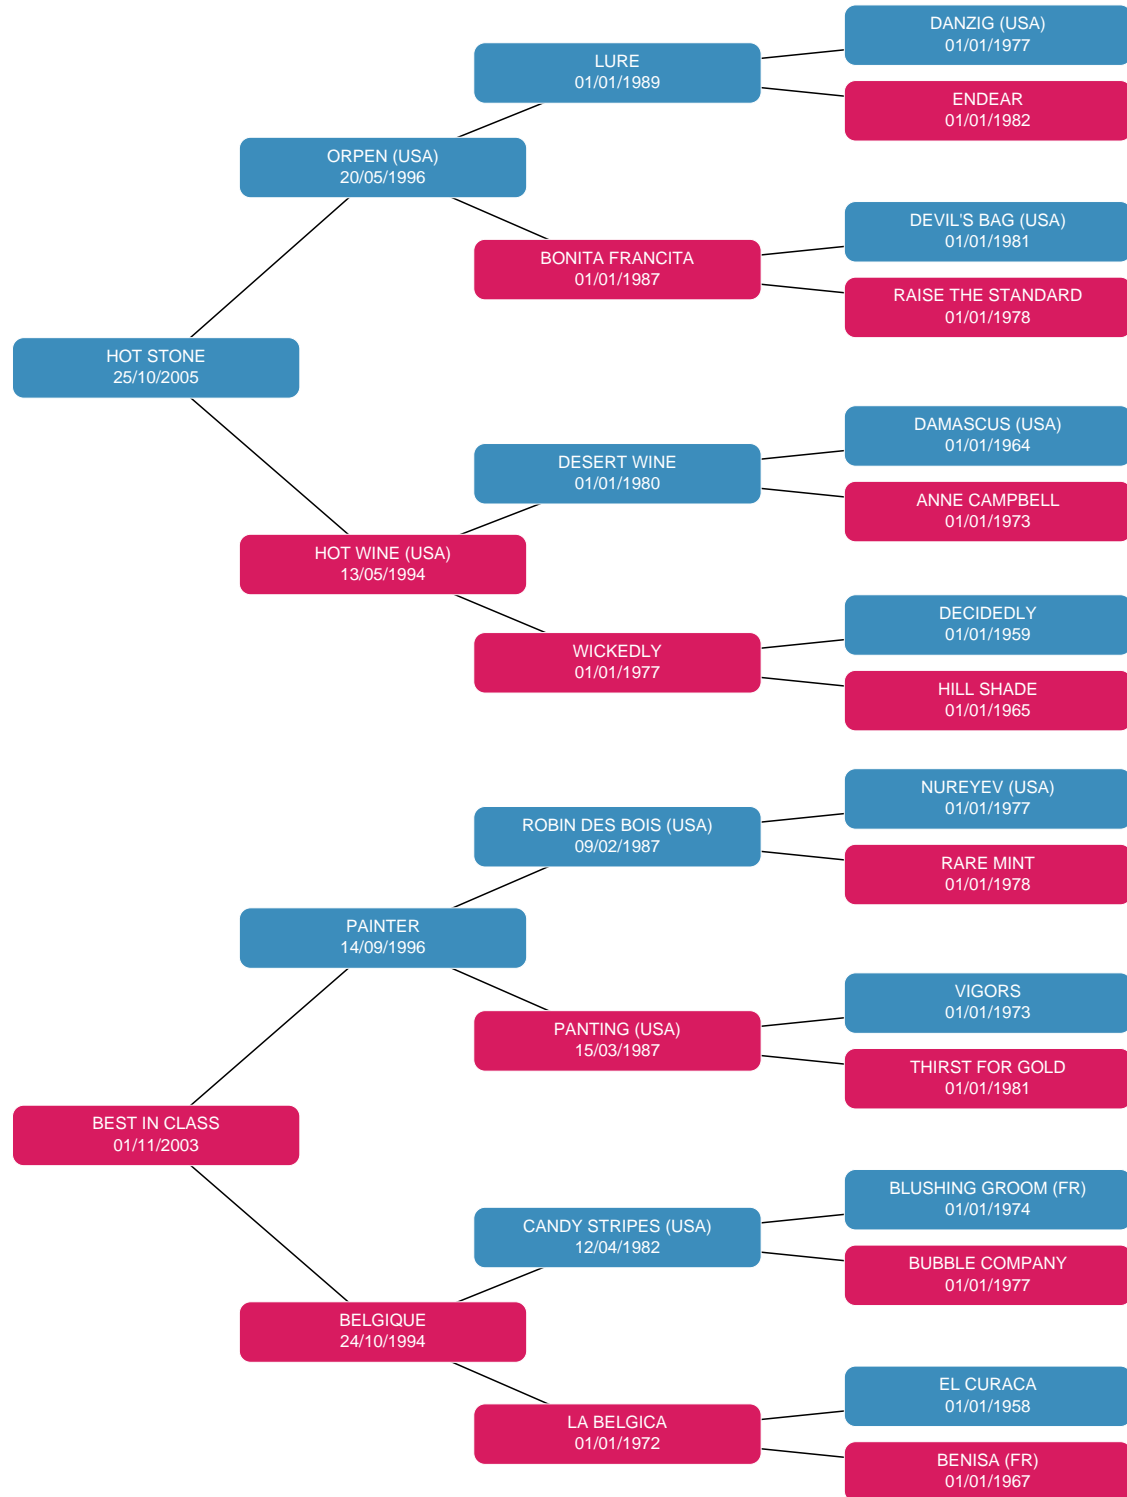 DANZIG (USA)
01/01/1977
LURE
01/01/1989
ENDEAR
01/01/1982
ORPEN (USA)
20/05/1996
DEVIL'S BAG (USA)
01/01/1981
BONITA FRANCITA
01/01/1987
RAISE THE STANDARD
01/01/1978
HOT STONE
25/10/2005
DAMASCUS (USA)
01/01/1964
DESERT WINE
01/01/1980
ANNE CAMPBELL
01/01/1973
HOT WINE (USA)
13/05/1994
DECIDEDLY
01/01/1959
WICKEDLY
01/01/1977
HILL SHADE
01/01/1965
NUREYEV (USA)
01/01/1977
ROBIN DES BOIS (USA)
09/02/1987
RARE MINT
01/01/1978
PAINTER
14/09/1996
VIGORS
01/01/1973
PANTING (USA)
15/03/1987
THIRST FOR GOLD
01/01/1981
BEST IN CLASS
01/11/2003
BLUSHING GROOM (FR)
01/01/1974
CANDY STRIPES (USA)
12/04/1982
BUBBLE COMPANY
01/01/1977
BELGIQUE
24/10/1994
EL CURACA
01/01/1958
LA BELGICA
01/01/1972
BENISA (FR)
01/01/1967